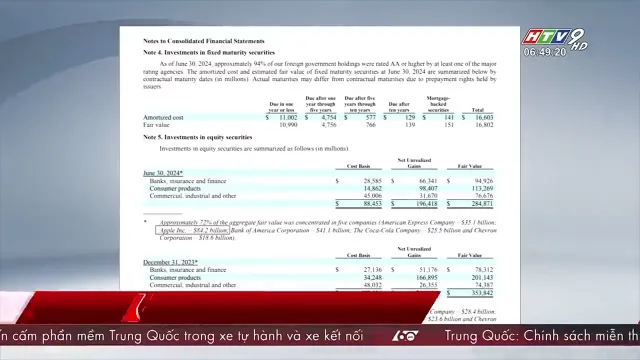 HTV9 HD
06:49:20
Notes to Consolidated Financial Statements
Note 4. Investments in fixed maturity securities
As of June 30, 2024, approximately 94% of our foreign government holdings were rated AA or higher by at least one of the major
rating agencies. The amortized cost and estimated fair value of fixed maturity securities at June 30, 2024 are summarized below by
contractual maturity dates (in millions). Actual maturities may differ from contractual maturities due to prepayment rights held by
issuers.
Due in one year or less Due after one year through five years Due after five years through ten years Due after ten years Mortgage-backed securities Total
Amortized cost $ 11,002 $ 4,754 $ 577 $ 129 $ 141 $ 16,603
Fair value 10,990 4,756 766 139 151 16,802
Note 5. Investments in equity securities
Investments in equity securities are summarized as follows (in millions).
Cost Basis Net Unrealized Gains Fair Value
June 30, 2024*
Banks, insurance and finance $ 28,585 $ 66,341 $ 94,926
Consumer products 14,862 98,407 113,269
Commercial, industrial and other 45,006 31,670 76,676
$ 88,453 $ 196,418 $ 284,871
* Approximately 72% of the aggregate fair value was concentrated in five companies (American Express Company – $35.1 billion;
Apple Inc. – $84.2 billion; Bank of America Corporation – $41.1 billion; The Coca-Cola Company – $25.5 billion and Chevron
Corporation – $18.6 billion).
Cost Basis Net Unrealized Gains Fair Value
December 31, 2023*
Banks, insurance and finance $ 27,136 $ 51,176 $ 78,312
Consumer products 34,248 166,895 201,143
Commercial, industrial and other 48,032 26,355 74,387
$ 353,842
Company – $28.4 billion;
$23.6 billion and Chevron
cấm phần mềm Trung Quốc trong xe tự hành và xe kết nối 60 Trung Quốc: Chính sách miễn